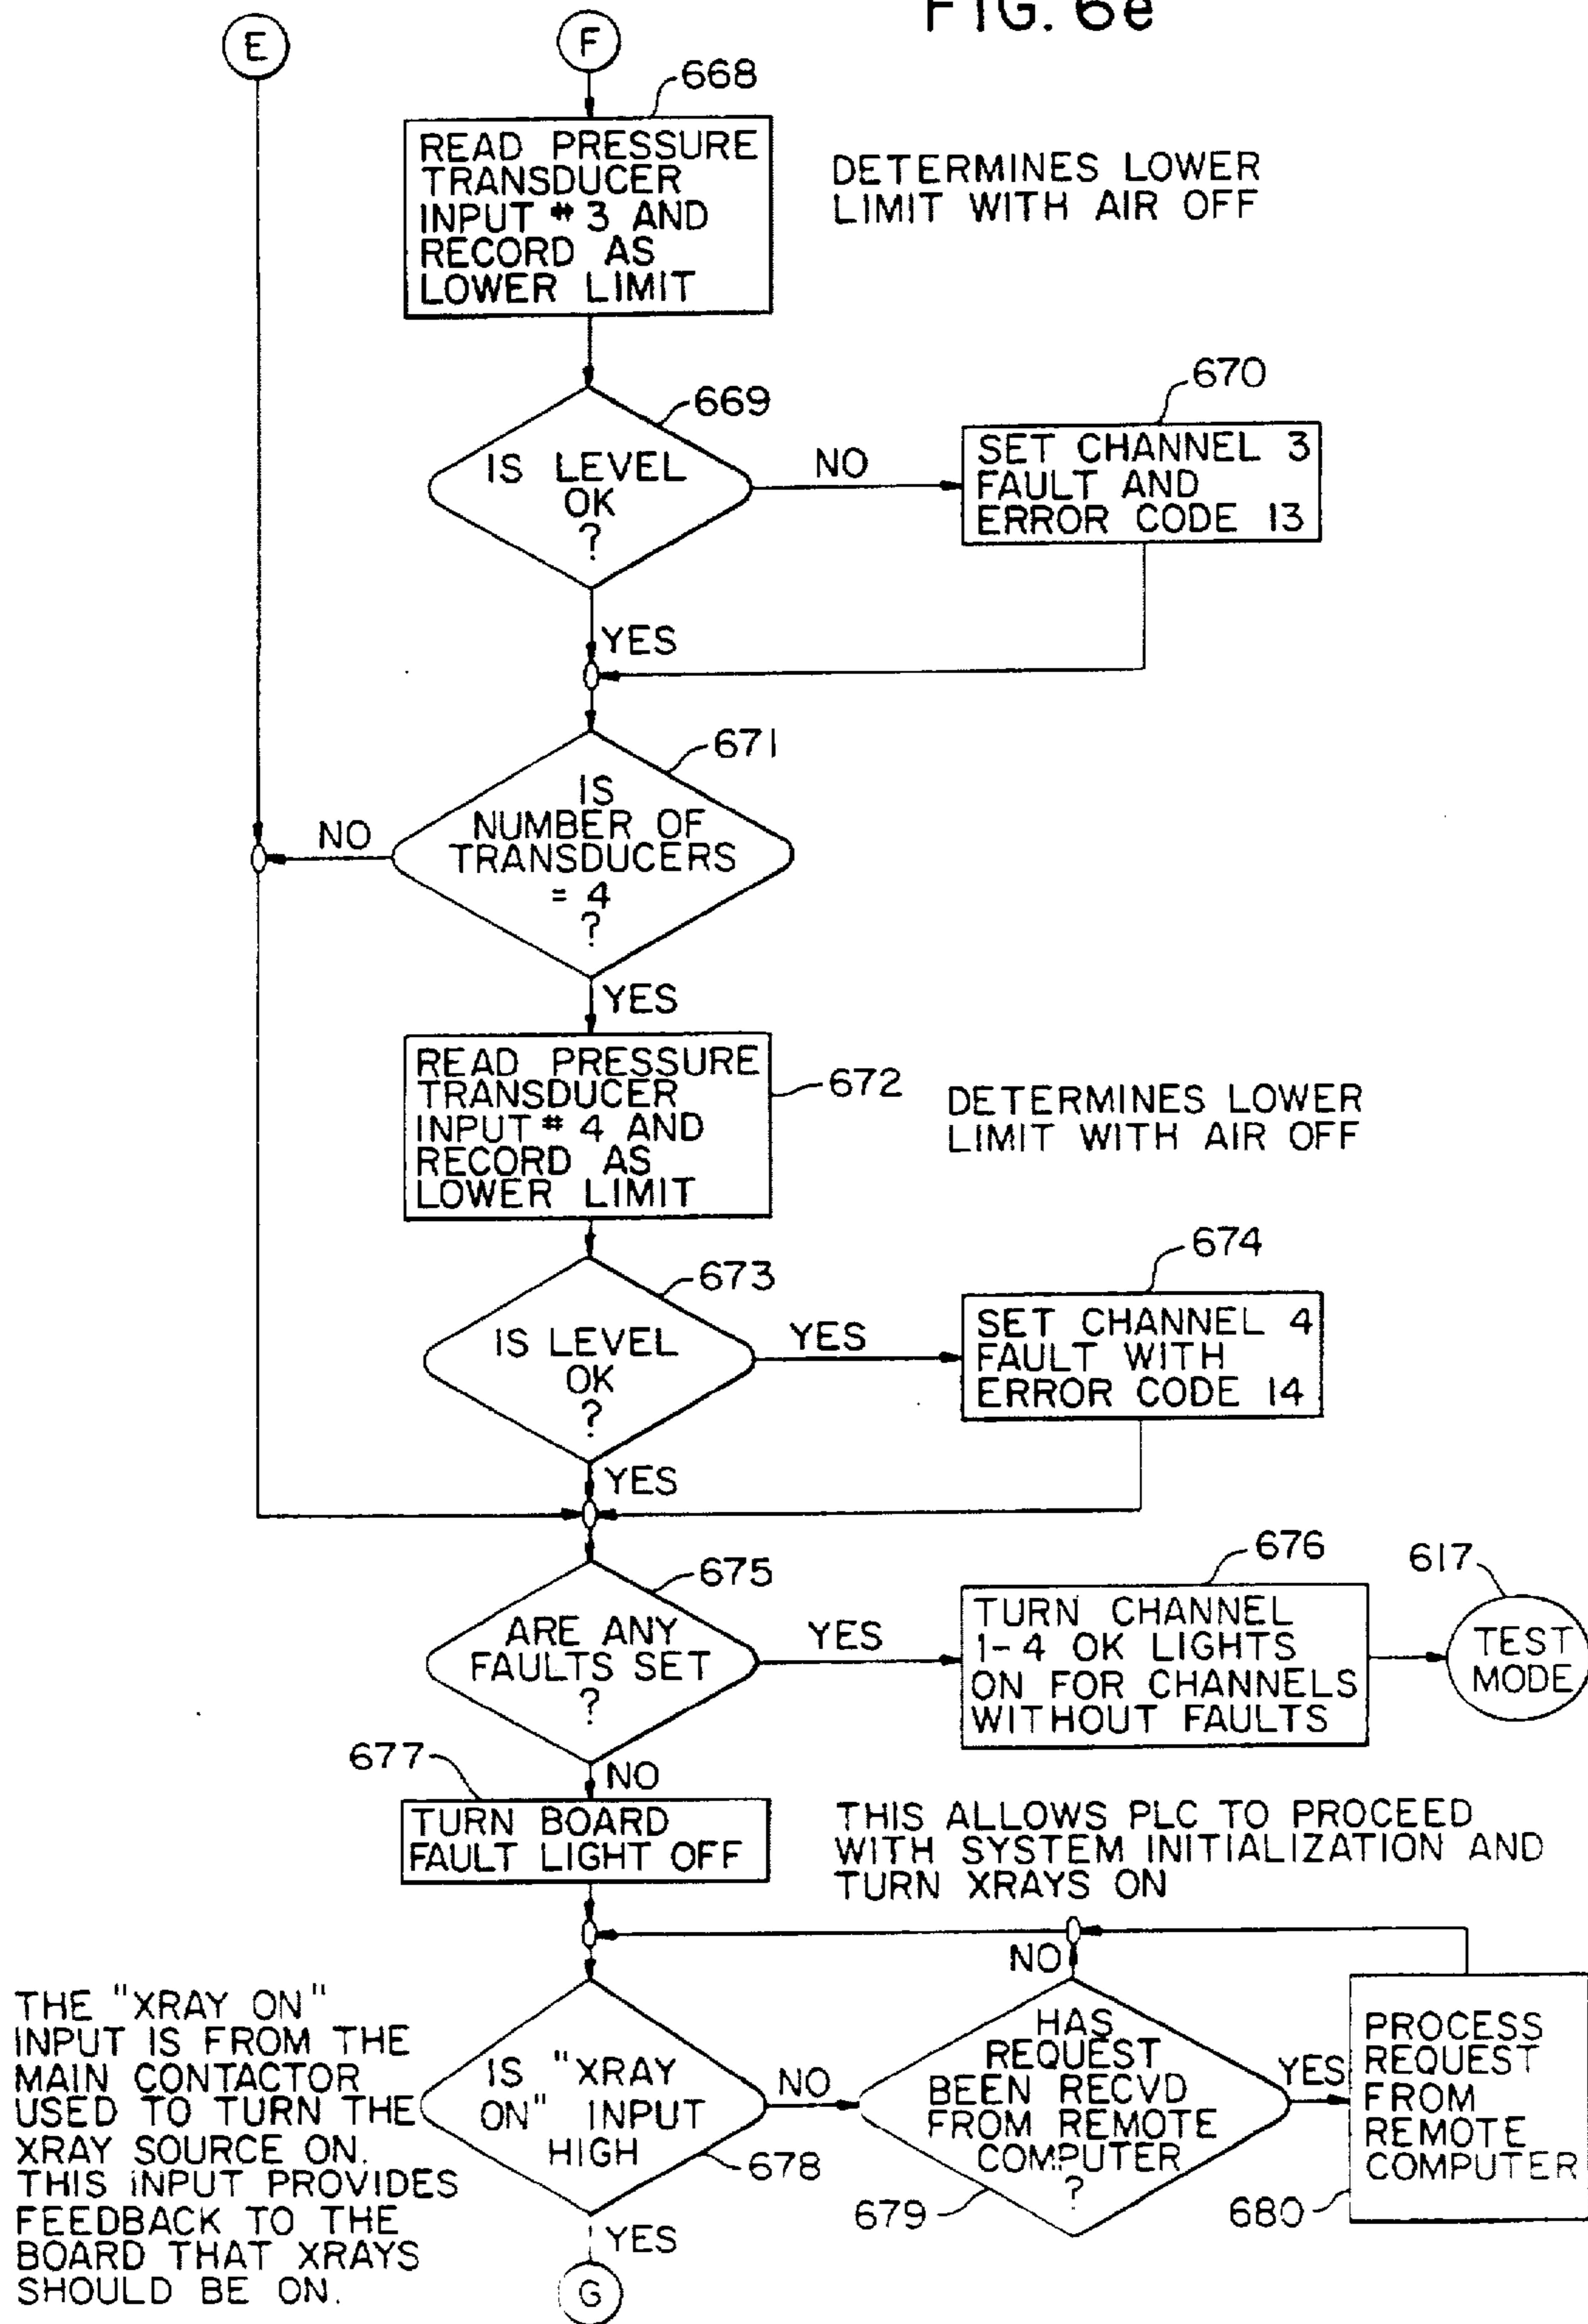 FIG. 6e
E
F
668
READ PRESSURE
TRANSDUCER
INPUT # 3 AND
RECORD AS
LOWER LIMIT
DETERMINES LOWER
LIMIT WITH AIR OFF
669
IS LEVEL
OK
?
NO
670
SET CHANNEL 3
FAULT AND
ERROR CODE 13
YES
671
IS
NUMBER OF
TRANSDUCERS
= 4
?
NO
YES
READ PRESSURE
TRANSDUCER
INPUT # 4 AND
RECORD AS
LOWER LIMIT
672
DETERMINES LOWER
LIMIT WITH AIR OFF
673
IS LEVEL
OK
?
YES
674
SET CHANNEL 4
FAULT WITH
ERROR CODE 14
YES
675
ARE ANY
FAULTS SET
?
YES
676
TURN CHANNEL
1-4 OK LIGHTS
ON FOR CHANNELS
WITHOUT FAULTS
617
TEST
MODE
677
NO
TURN BOARD
FAULT LIGHT OFF
THIS ALLOWS PLC TO PROCEED
WITH SYSTEM INITIALIZATION AND
TURN XRAYS ON
THE "XRAY ON"
INPUT IS FROM THE
MAIN CONTACTOR
USED TO TURN THE
XRAY SOURCE ON.
THIS INPUT PROVIDES
FEEDBACK TO THE
BOARD THAT XRAYS
SHOULD BE ON.
IS "XRAY
ON" INPUT
HIGH
678
NO
NO
HAS
REQUEST
BEEN RECVD
FROM REMOTE
COMPUTER
?
679
YES
PROCESS
REQUEST
FROM
REMOTE
COMPUTER
680
YES
G